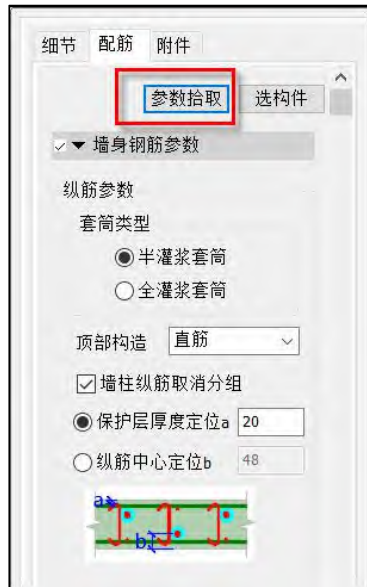 细节 配筋 附件
参数拾取 选构件
墙身钢筋参数
纵筋参数
套筒类型
半灌浆套筒
全灌浆套筒
顶部构造 直筋
墙柱纵筋取消分组
保护层厚度定位a 20
纵筋中心定位b 48
a
b